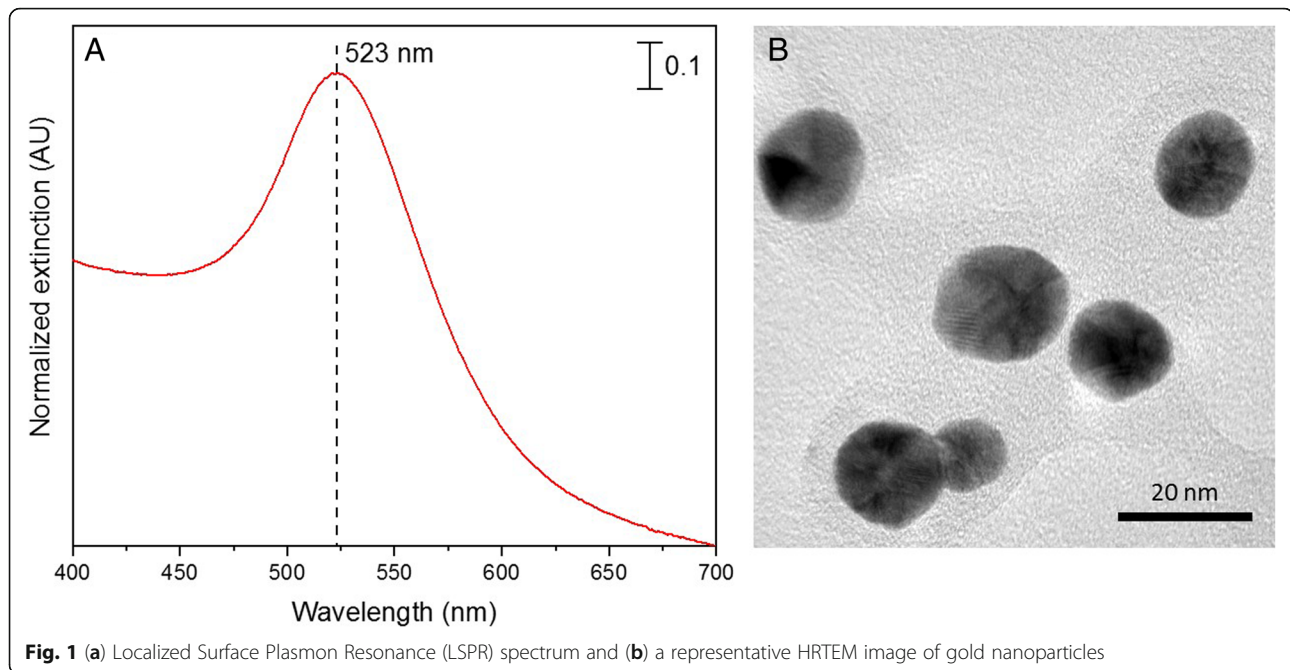 A
523 nm
0.1
Normalized extinction (AU)
400 450 500 550 600 650 700
Wavelength (nm)
B
20 nm
Fig. 1 (a) Localized Surface Plasmon Resonance (LSPR) spectrum and (b) a representative HRTEM image of gold nanoparticles